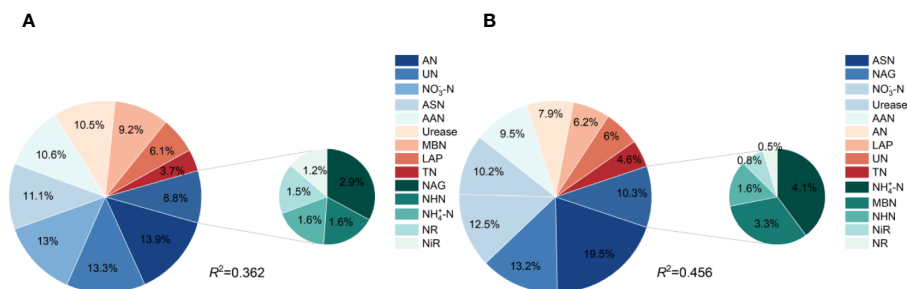 A
10.5%
9.2%
6.1%
3.7%
8.8%
13.9%
13.3%
13%
11.1%
10.6%
1.2%
2.9%
1.6%
1.6%
1.5%
R²=0.362
AN
UN
NO₃⁻-N
ASN
AAN
Urease
MBN
LAP
TN
NAG
NHN
NH₄⁺-N
NR
NiR
B
7.9%
6.2%
6%
4.6%
10.3%
19.5%
13.2%
12.5%
10.2%
9.5%
0.5%
0.8%
4.1%
1.6%
3.3%
R²=0.456
ASN
NAG
NO₃⁻-N
Urease
AAN
AN
LAP
UN
TN
NH₄⁺-N
MBN
NHN
NiR
NR